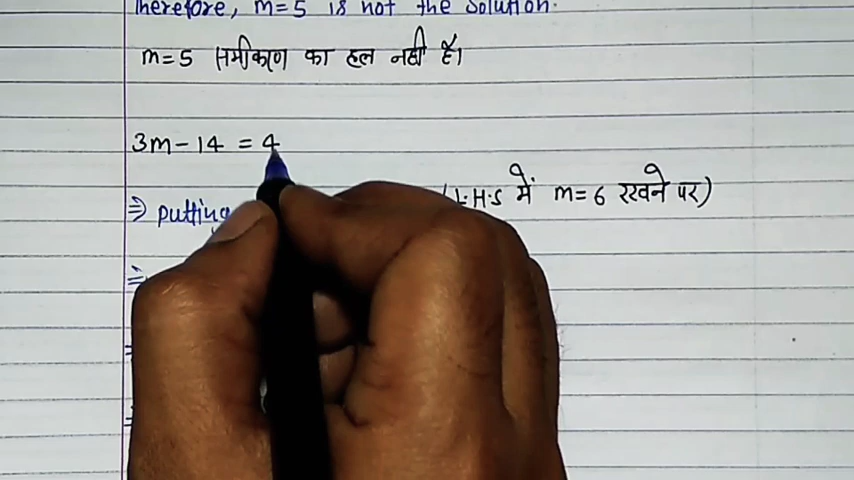 Therefore, m=5 is not the solution.
m=5 समीकरण का हल नहीं है।
3m-14 = 4
⇒ putting
(L.H.S में m=6 रखने पर)
⇒